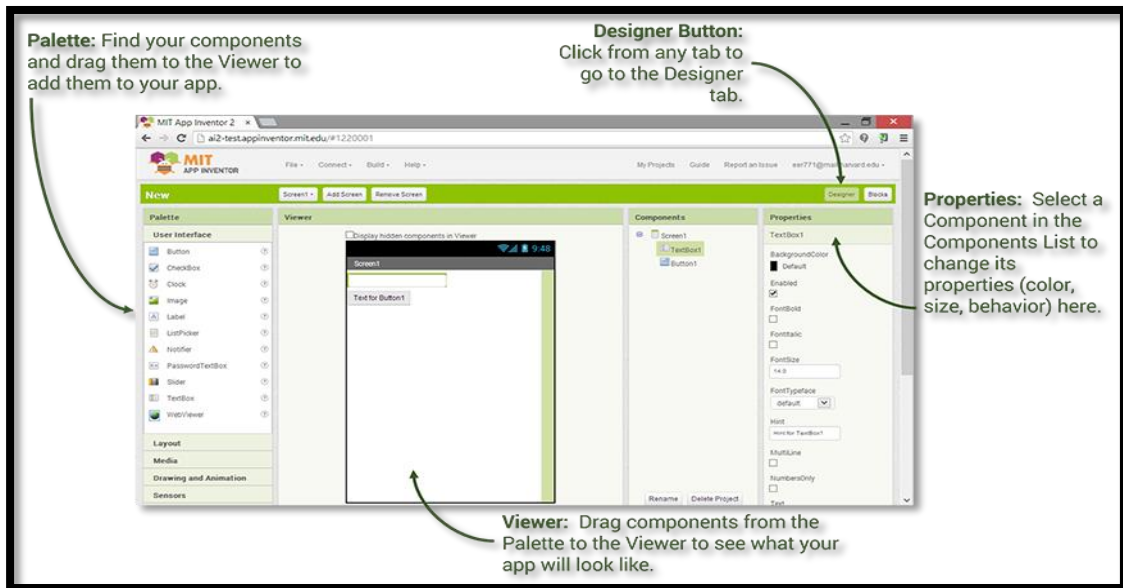 Palette: Find your components
and drag them to the Viewer to
add them to your app.
Designer Button:
Click from any tab to
go to the Designer
tab.
MIT App Inventor 2
ai2-test.appinventor.mit.edu/#1220001
MIT
APP INVENTOR
File Connect Build Help
My Projects Guide Report an Issue
New
Screen1 Add Screen Remove Screen
Designer Blocks
Palette
User Interface
Button
CheckBox
Clock
Image
Label
ListPicker
Notifier
PasswordTextBox
Slider
TextBox
WebViewer
Layout
Media
Drawing and Animation
Sensors
Viewer
Display hidden components in Viewer
9:48
Screen1
Text for Button1
Components
Screen1
TextBox1
Button1
Rename Delete Project
Properties
TextBox1
BackgroundColor
Default
Enabled
FontBold
FontItalic
FontSize
14.0
FontTypeface
default
Hint
Hint for TextBox1
MultiLine
NumbersOnly
Text
Properties: Select a
Component in the
Components List to
change its
properties (color,
size, behavior) here.
Viewer: Drag components from the
Palette to the Viewer to see what your
app will look like.